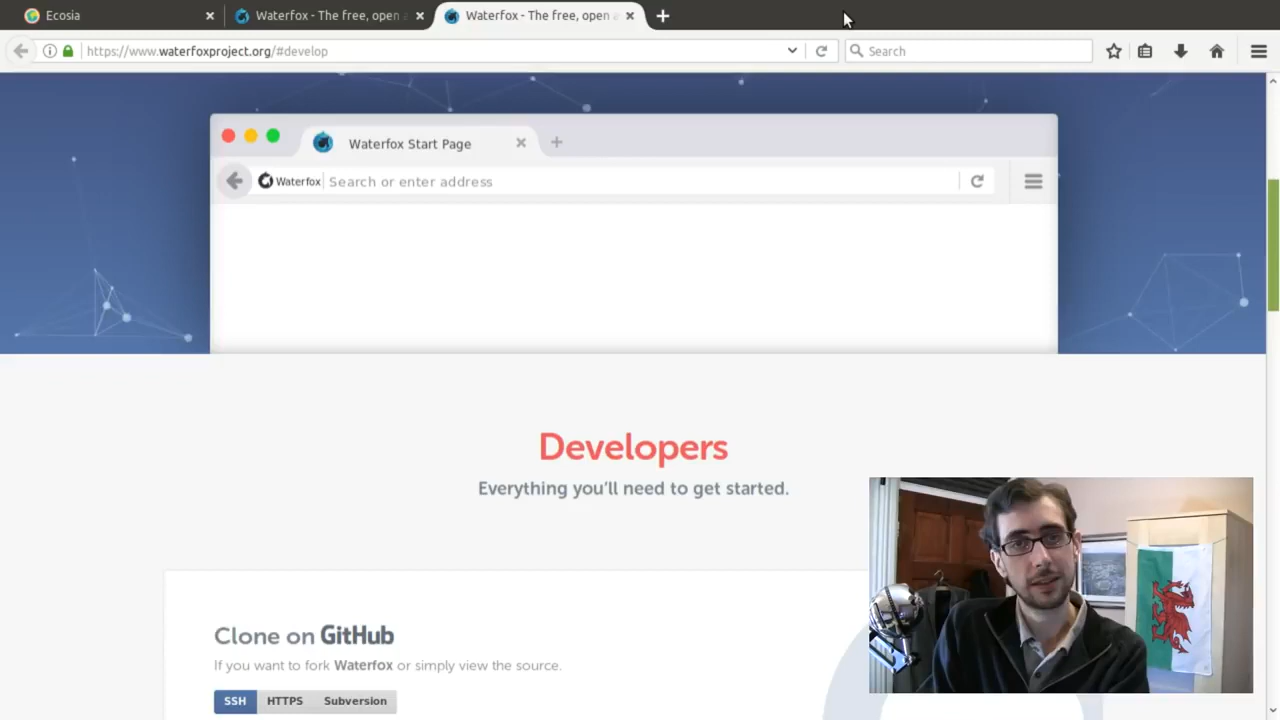 Ecosia
Waterfox - The free, open a
Waterfox - The free, open a
https://www.waterfoxproject.org/#develop
Search
Waterfox Start Page
Waterfox
Search or enter address
Developers
Everything you'll need to get started.
Clone on GitHub
If you want to fork Waterfox or simply view the source.
SSH
HTTPS
Subversion